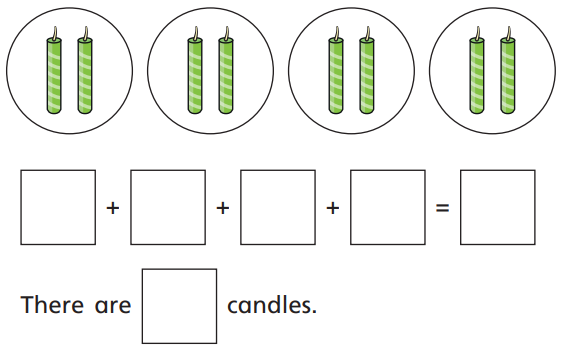 + + + =
There are candles.